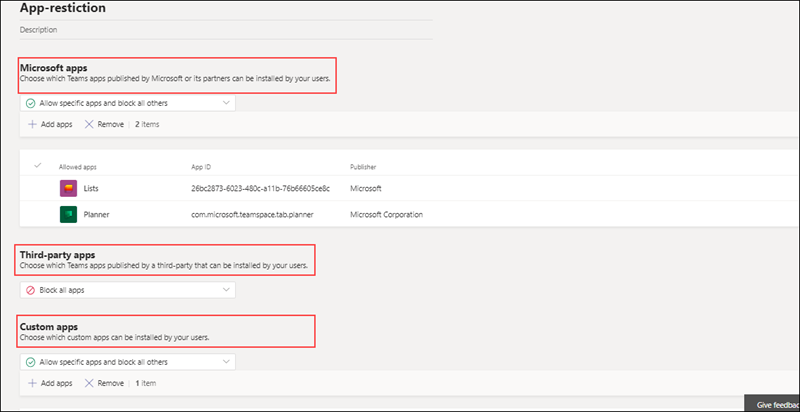 App-restiction
Description
Microsoft apps
Choose which Teams apps published by Microsoft or its partners can be installed by your users.
Allow specific apps and block all others
Add apps Remove 2 items
Allowed apps App ID Publisher
Lists 26bc2873-6023-480c-a11b-76b66605ce8c Microsoft
Planner com.microsoft.teamspace.tab.planner Microsoft Corporation
Third-party apps
Choose which Teams apps published by a third-party that can be installed by your users.
Block all apps
Custom apps
Choose which custom apps can be installed by your users.
Allow specific apps and block all others
Add apps Remove 1 item
Give feedbac